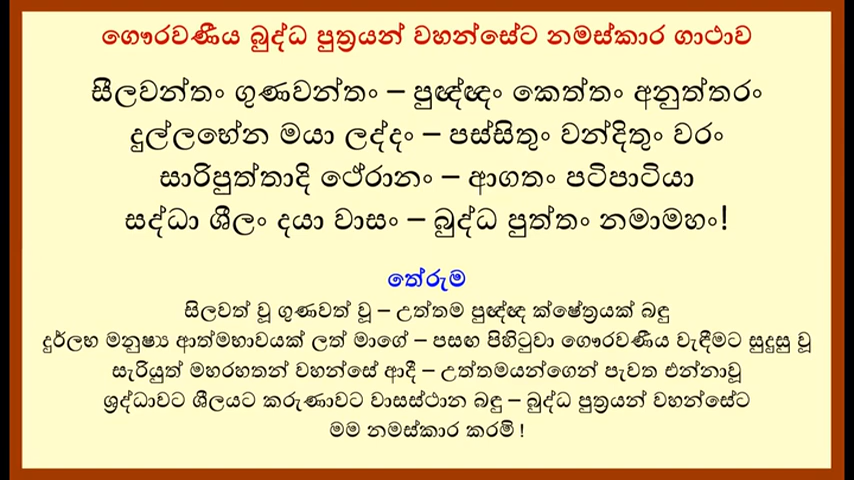 ගෞරවණීය බුද්ධ පුත්‍රයන් වහන්සේට නමස්කාර ගාථාව
සීලවන්තං ගුණවන්තං – පුඤ්ඤං කෙත්තං අනුත්තරං
දුල්ලභේන මයා ලද්දං – පස්සිතුං වන්දිතුං වරං
සාරිපුත්තාදි ථේරානං – ආගතං පටිපාටියා
සද්ධා ශීලං දයා වාසං – බුද්ධ පුත්තං නමාමහං!
තේරුම
සිලවත් වූ ගුණවත් වූ – උත්තම පුඤ්ඤ ක්ෂේත්‍රයක් බඳු
දුර්ලභ මනුෂ්‍ය ආත්මභාවයක් ලත් මාගේ – පසඟ පිහිටුවා ගෞරවණීය වැඳීමට සුදුසු වූ
සැරියුත් මහරහතන් වහන්සේ ආදී – උත්තමයන්ගෙන් පැවත එන්නාවූ
ශ්‍රද්ධාවට ශීලයට කරුණාවට වාසස්ථාන බඳු – බුද්ධ පුත්‍රයන් වහන්සේට
මම නමස්කාර කරමි !